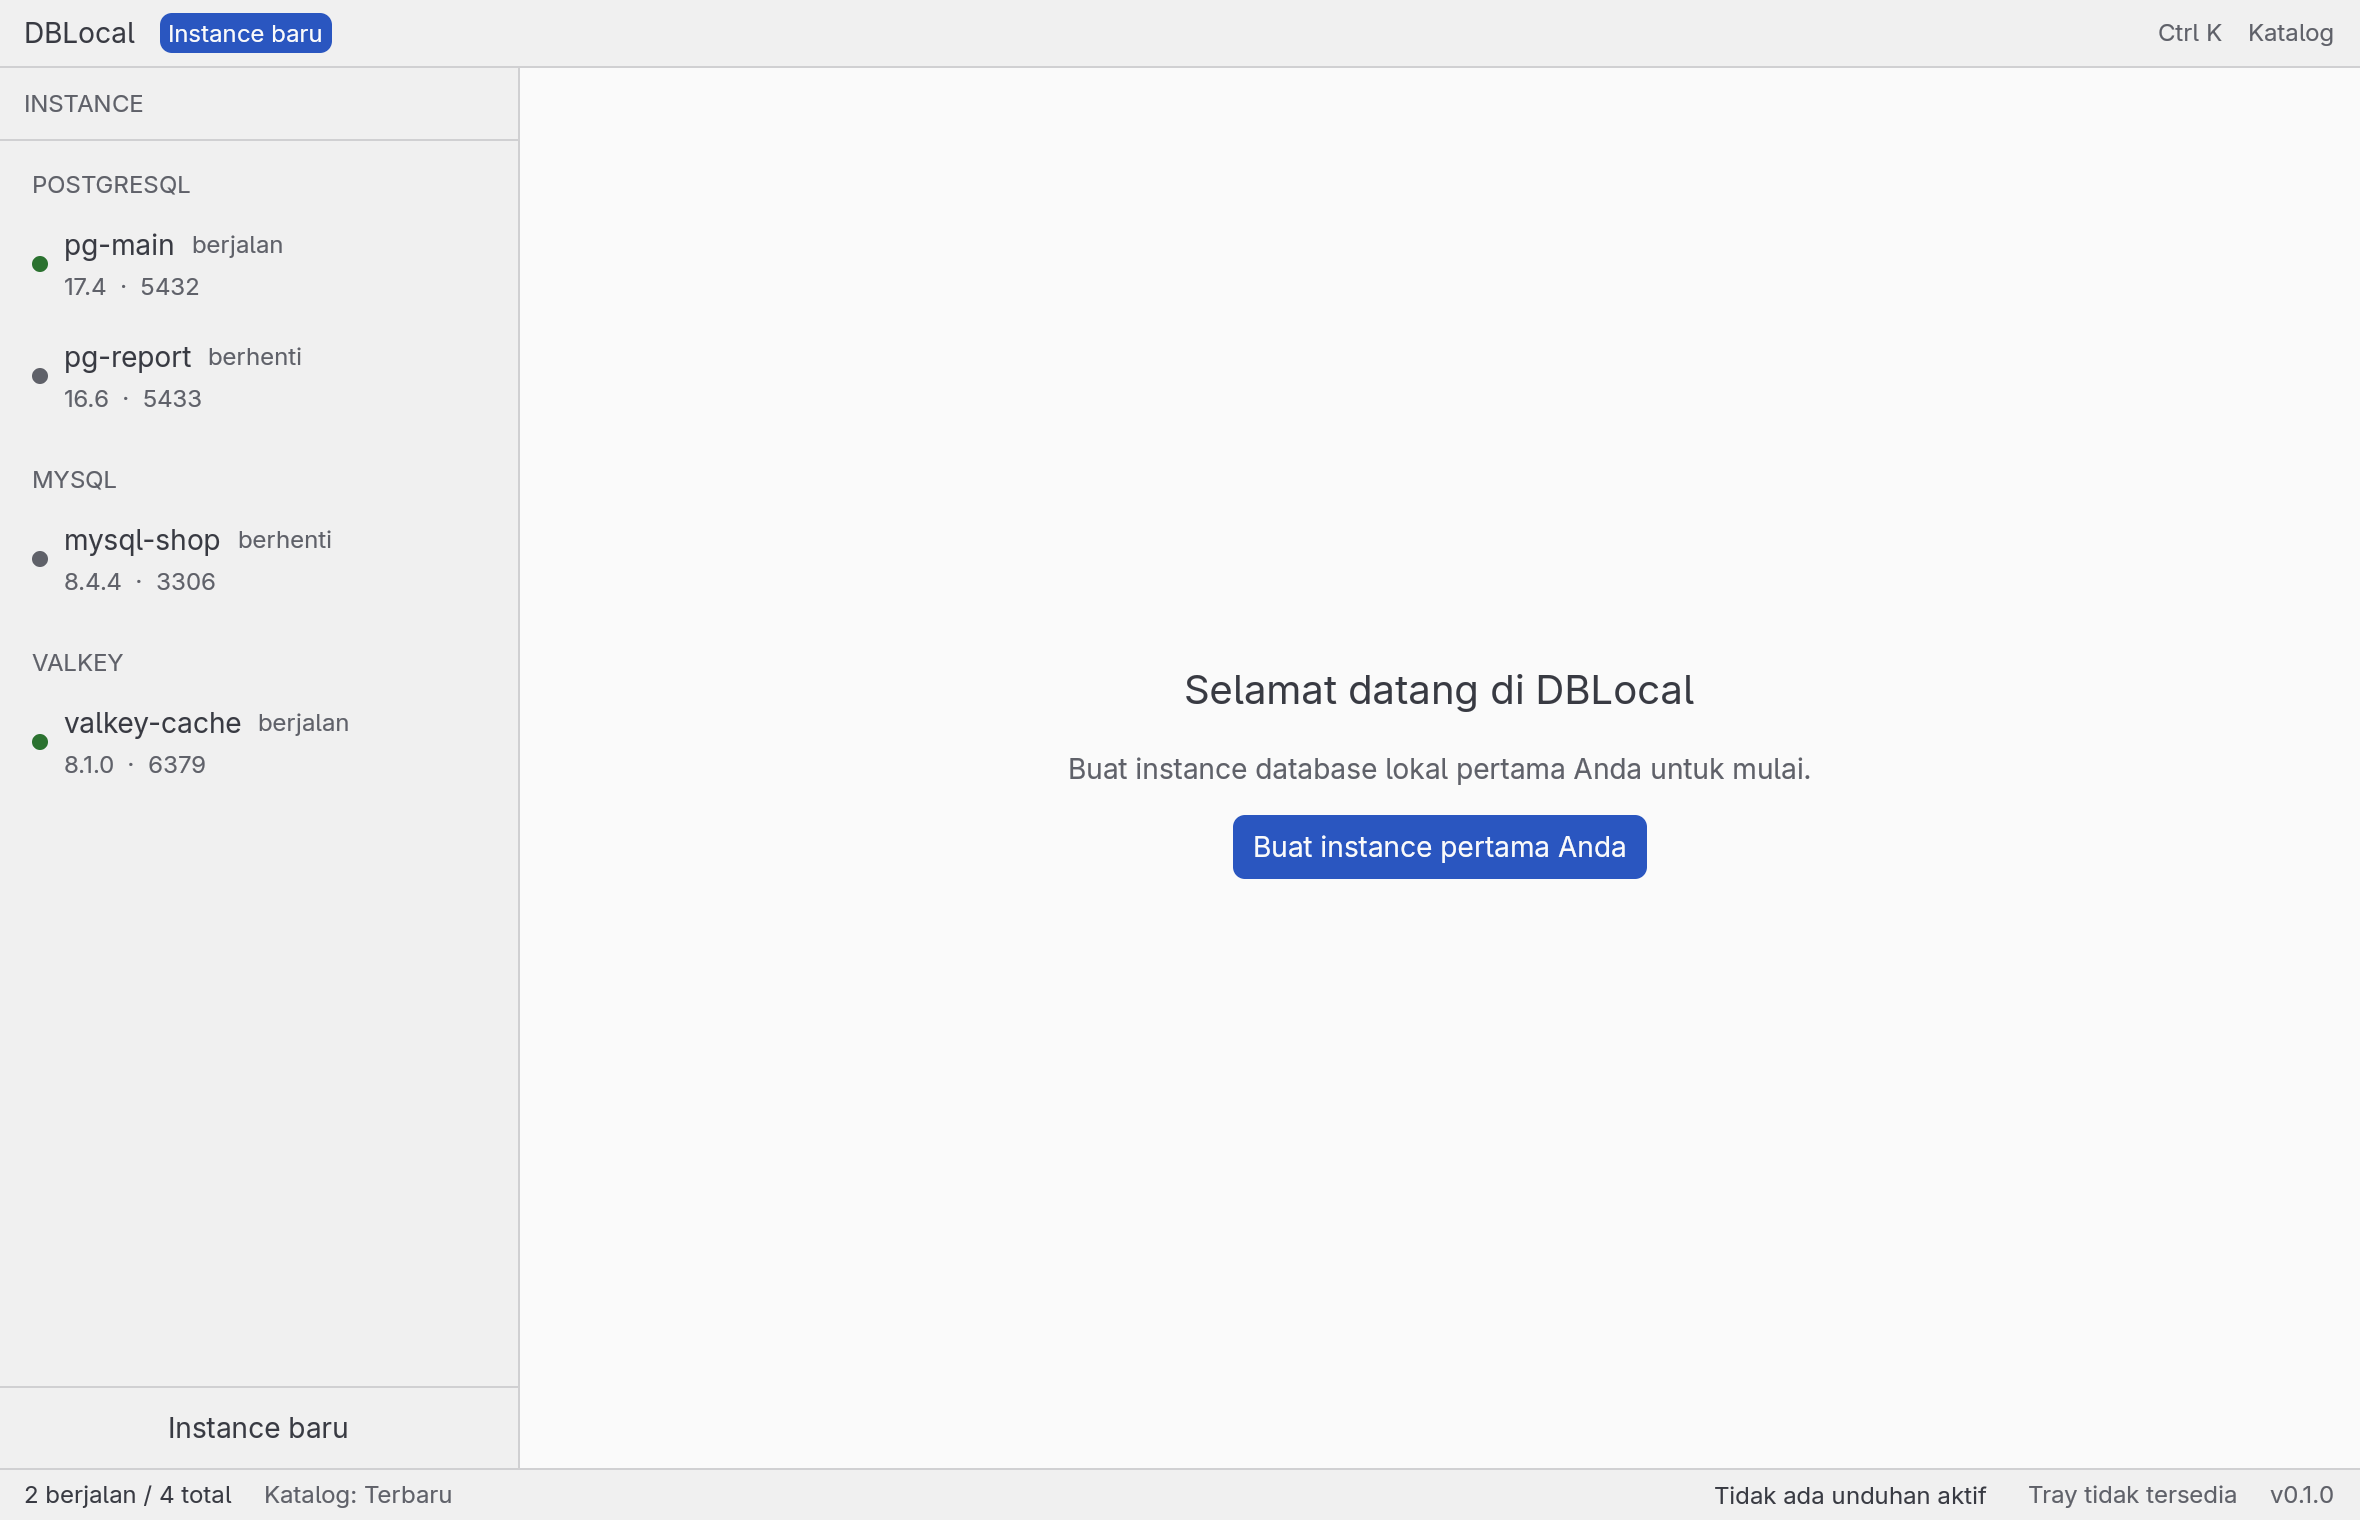 DBLocal
Instance baru
Ctrl K
Katalog
INSTANCE
POSTGRESQL
pg-main berjalan
17.4 · 5432
pg-report berhenti
16.6 · 5433
MYSQL
mysql-shop berhenti
8.4.4 · 3306
VALKEY
valkey-cache berjalan
8.1.0 · 6379
Instance baru
Selamat datang di DBLocal
Buat instance database lokal pertama Anda untuk mulai.
Buat instance pertama Anda
2 berjalan / 4 total
Katalog: Terbaru
Tidak ada unduhan aktif
Tray tidak tersedia
v0.1.0